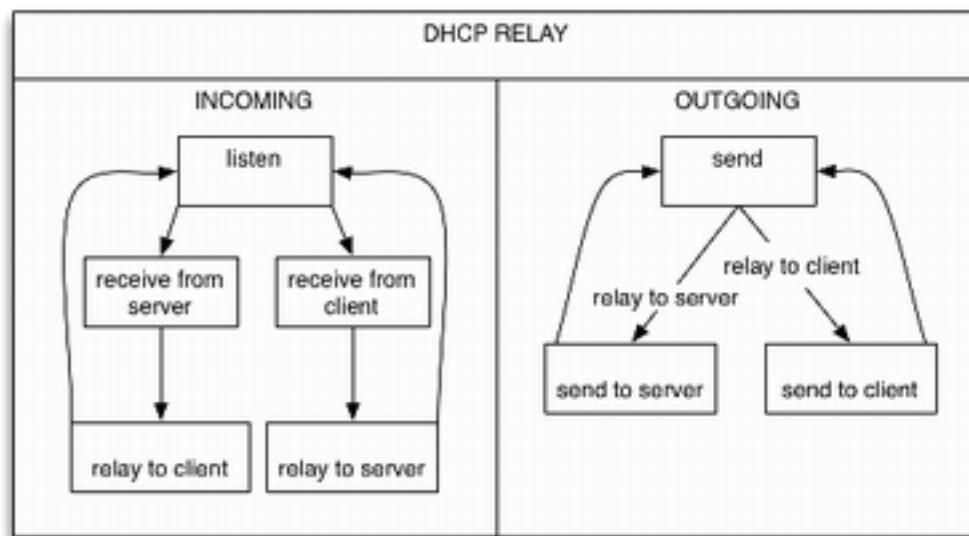 DHCP RELAY
INCOMING
listen
receive from
server
receive from
client
relay to client
relay to server
OUTGOING
send
relay to client
relay to server
send to server
send to client